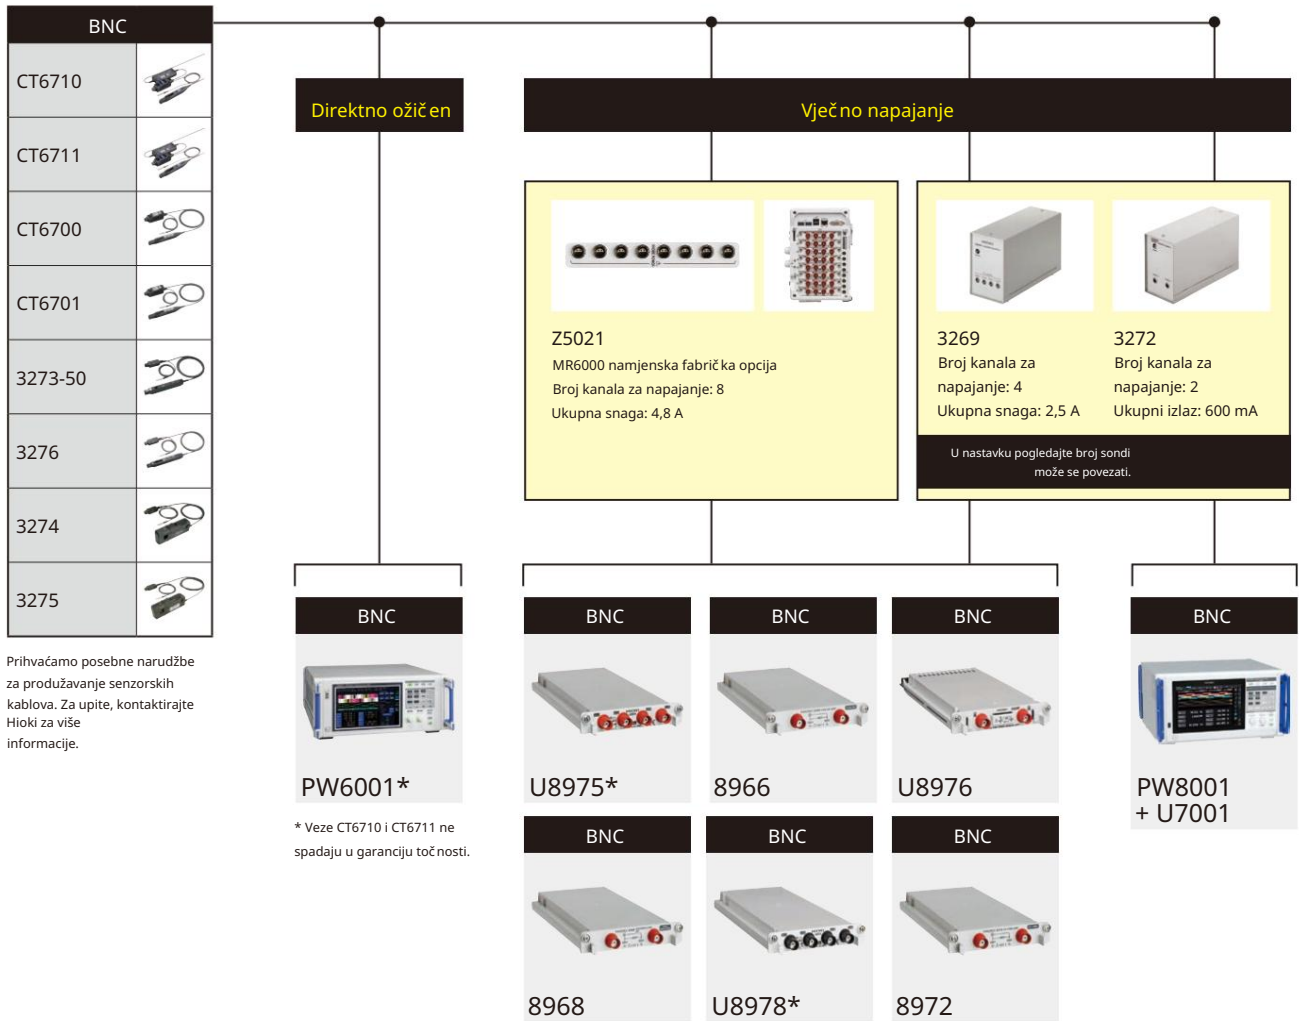 BNC
CT6710
CT6711
CT6700
CT6701
3273-50
3276
3274
3275
Prihvaćamo posebne narudžbe
za produžavanje senzorskih
kablova. Za upite, kontaktirajte
Hioki za više
informacije.
Direktno ožičen
Vječno napajanje
Z5021
MR6000 namjenska fabrička opcija
Broj kanala za napajanje: 8
Ukupna snaga: 4,8 A
3269
Broj kanala za
napajanje: 4
Ukupna snaga: 2,5 A
3272
Broj kanala za
napajanje: 2
Ukupni izlaz: 600 mA
U nastavku pogledajte broj sondi
može se povezati.
BNC
PW6001*
* Veze CT6710 i CT6711 ne
spadaju u garanciju točnosti.
BNC
U8975*
BNC
8966
BNC
U8976
BNC
8968
BNC
U8978*
BNC
8972
BNC
PW8001
+ U7001